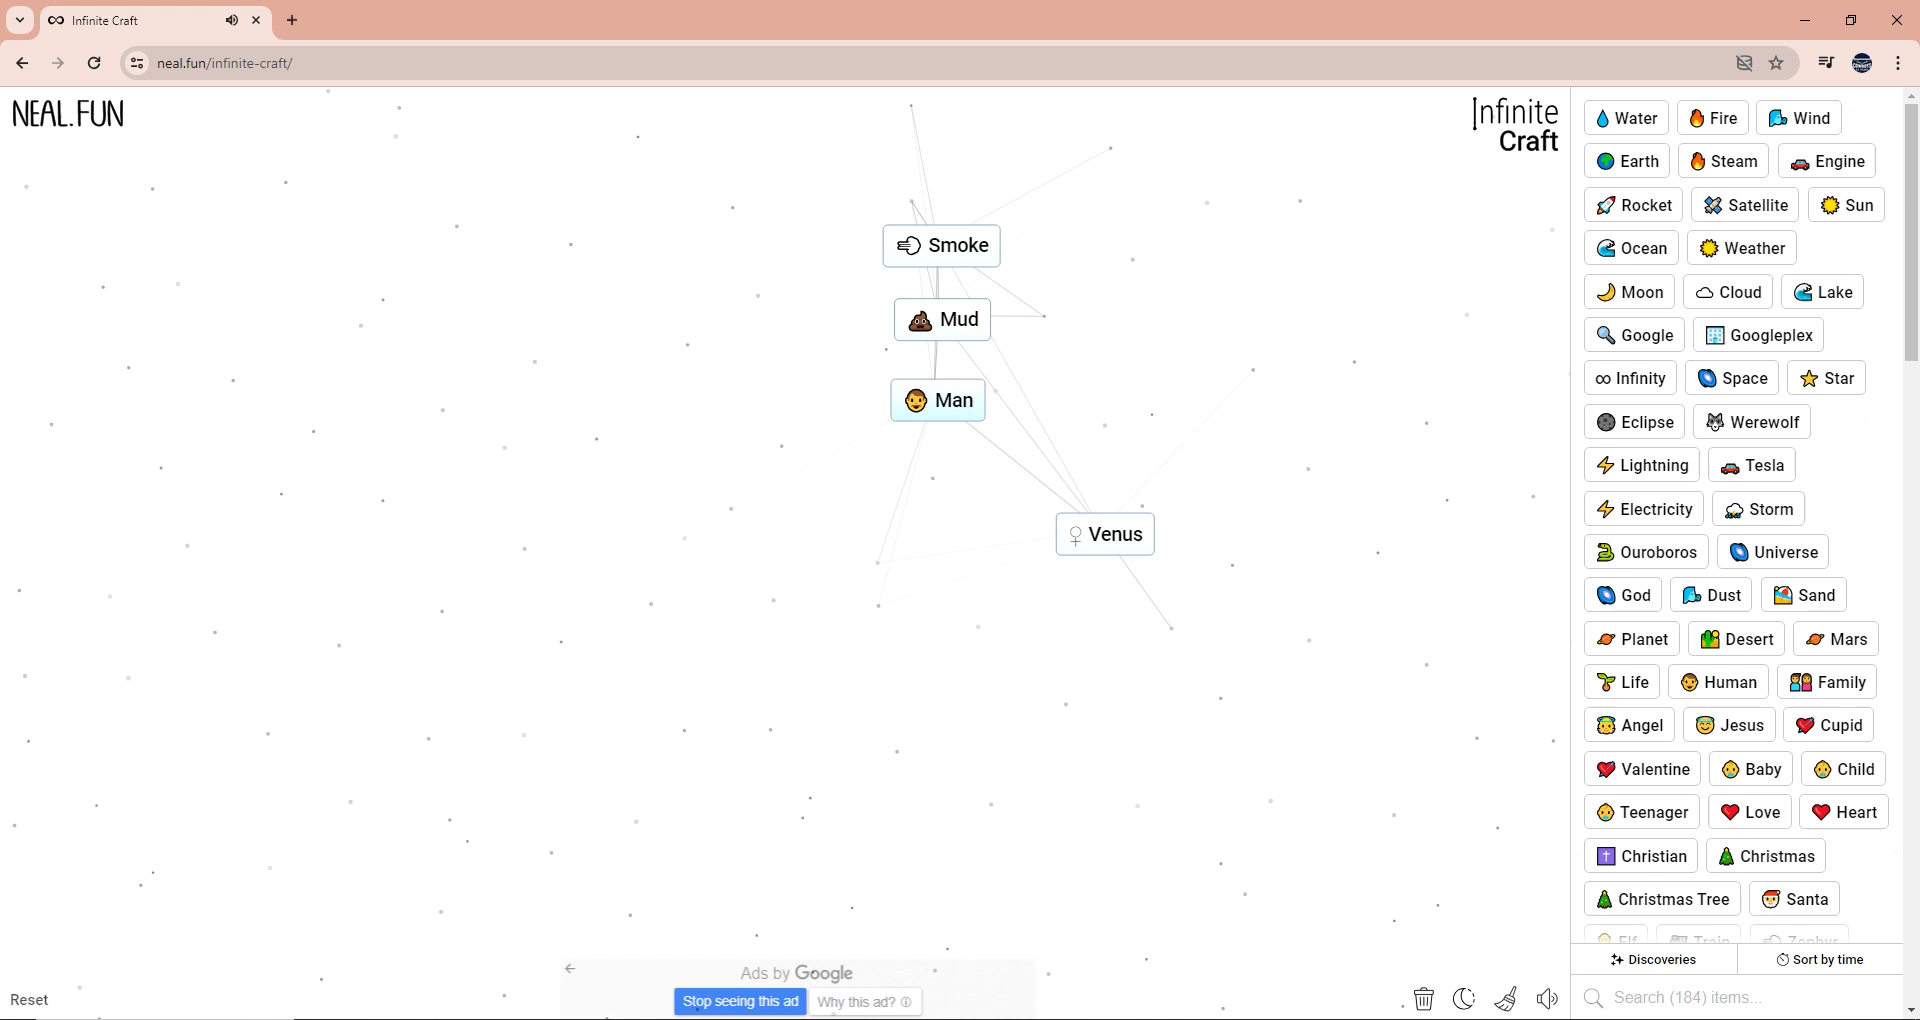 Infinite Craft
neal.fun/infinite-craft/
NEAL.FUN
Infinite
Craft
Smoke
Mud
Man
Venus
Water Fire Wind
Earth Steam Engine
Rocket Satellite Sun
Ocean Weather
Moon Cloud Lake
Google Googleplex
Infinity Space Star
Eclipse Werewolf
Lightning Tesla
Electricity Storm
Ouroboros Universe
God Dust Sand
Planet Desert Mars
Life Human Family
Angel Jesus Cupid
Valentine Baby Child
Teenager Love Heart
Christian Christmas
Christmas Tree Santa
Elf Train Zephyr
Discoveries Sort by time
Search (184) items...
Ads by Google
Stop seeing this ad Why this ad?
Reset